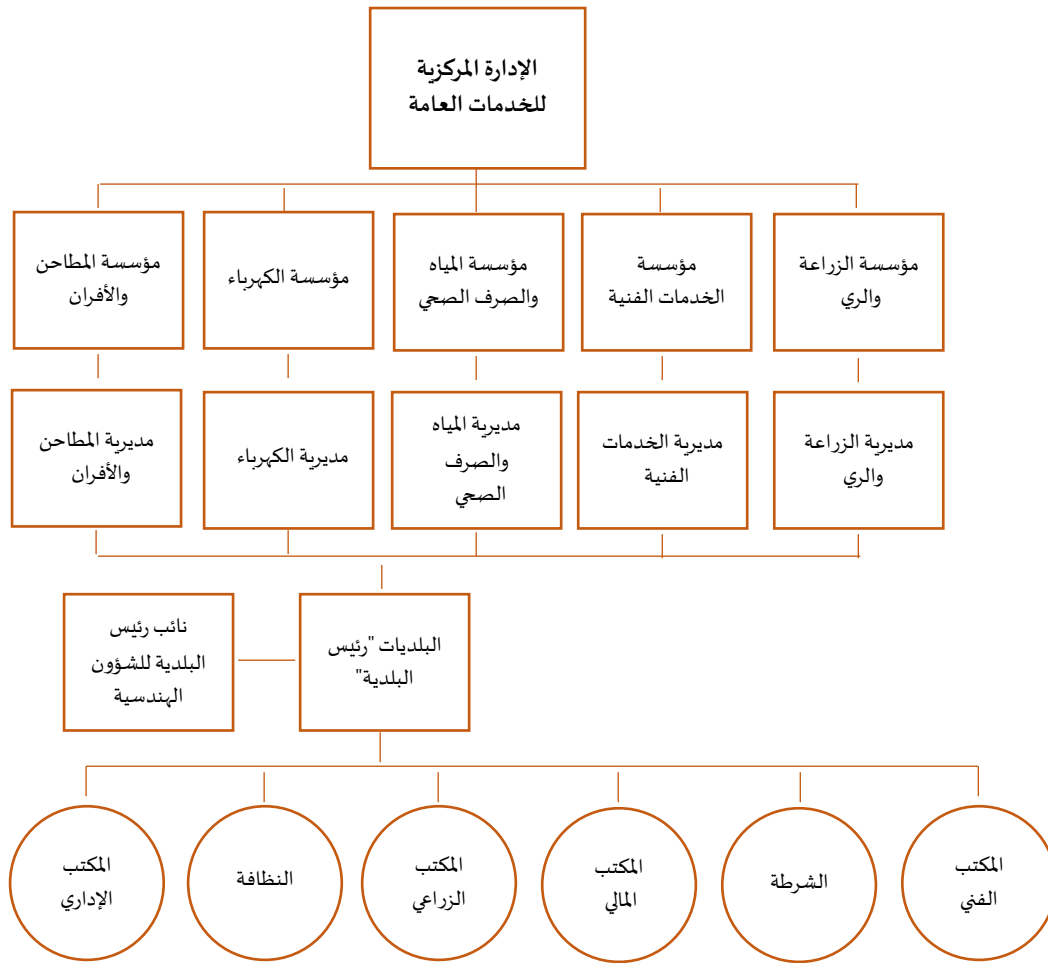 الإدارة المركزية
للخدمات العامة
مؤسسة الزراعة
والري
مؤسسة
الخدمات الفنية
مؤسسة المياه
والصرف الصحي
مؤسسة الكهرباء
مؤسسة المطاحن
والأفران
مديرية الزراعة
والري
مديرية الخدمات
الفنية
مديرية المياه
والصرف
الصحي
مديرية الكهرباء
مديرية المطاحن
والأفران
البلديات "رئيس
البلدية"
نائب رئيس
البلدية للشؤون
الهندسية
المكتب
الفني
الشرطة
المكتب
المالي
المكتب
الزراعي
النظافة
المكتب
الإداري